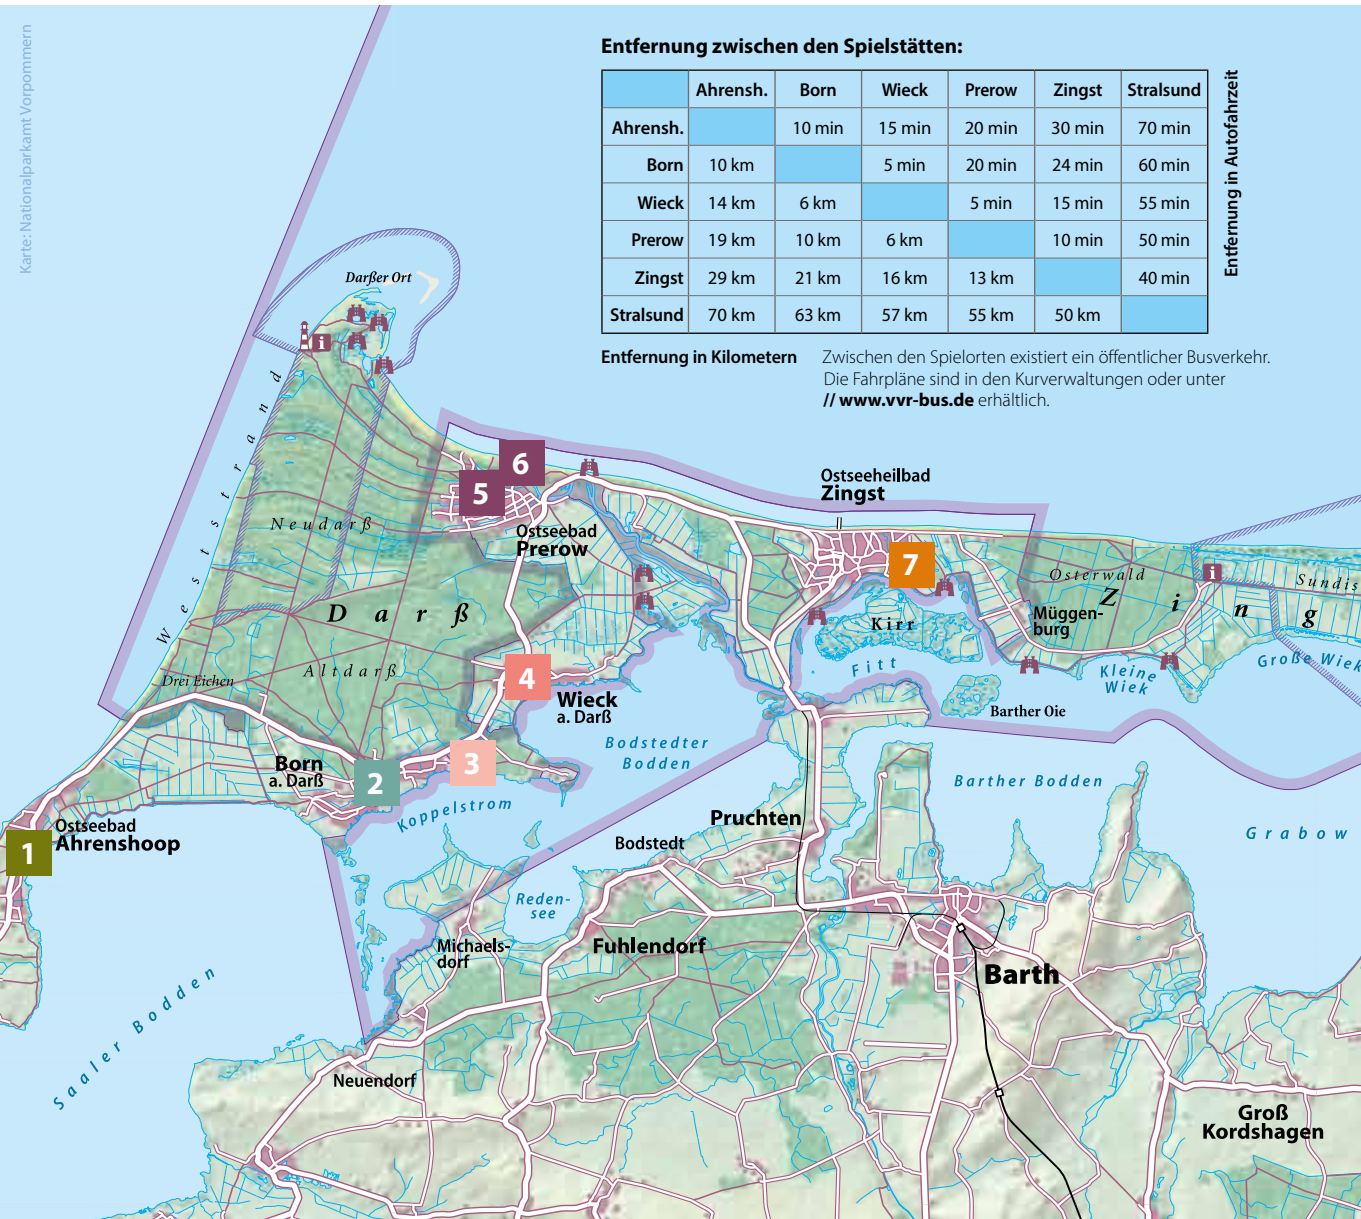 Karte: Nationalparkamt Vorpommern
Entfernung zwischen den Spielstätten:
Ahrensh. Born Wieck Prerow Zingst Stralsund
Ahrensh. 10 min 15 min 20 min 30 min 70 min
Born 10 km 5 min 20 min 24 min 60 min
Wieck 14 km 6 km 5 min 15 min 55 min
Prerow 19 km 10 km 6 km 10 min 50 min
Zingst 29 km 21 km 16 km 13 km 40 min
Stralsund 70 km 63 km 57 km 55 km 50 km
Entfernung in Autofahrzeit
Entfernung in Kilometern
Zwischen den Spielorten existiert ein öffentlicher Busverkehr.
Die Fahrpläne sind in den Kurverwaltungen oder unter
// www.vvr-bus.de erhältlich.
Darßer Ort
i
Weststrand
6
5
Ostseebad
Prerow
Ostseeheilbad
Zingst
7
Neudarß
Darß
Altdarß
Drei Eichen
Osterwald
i
Sundis
Zing
Müggen-
burg
Kirr
Fitt
Kleine
Wiek
Große Wiek
Barther Oie
4
Wieck
a. Darß
Bodstedter
Bodden
3
Born
a. Darß
2
Koppelstrom
Barther Bodden
Grabow
Ostseebad
Ahrenshoop
1
Pruchten
Bodstedt
Reden-
see
Michaels-
dorf
Fuhlendorf
Barth
Saaler Bodden
Neuendorf
Groß
Kordshagen